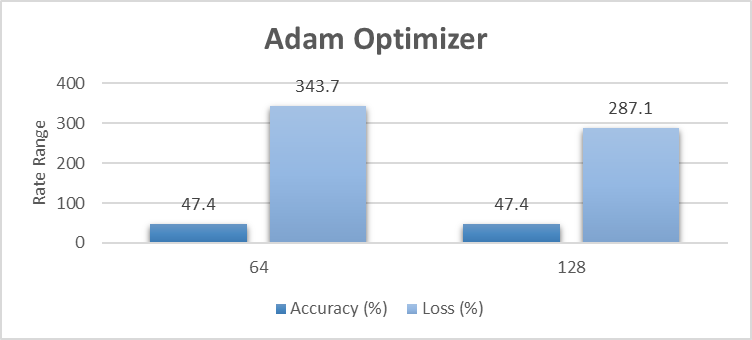 Adam Optimizer
Rate Range
400
300
200
100
0
47.4
343.7
47.4
287.1
64
128
Accuracy (%)
Loss (%)